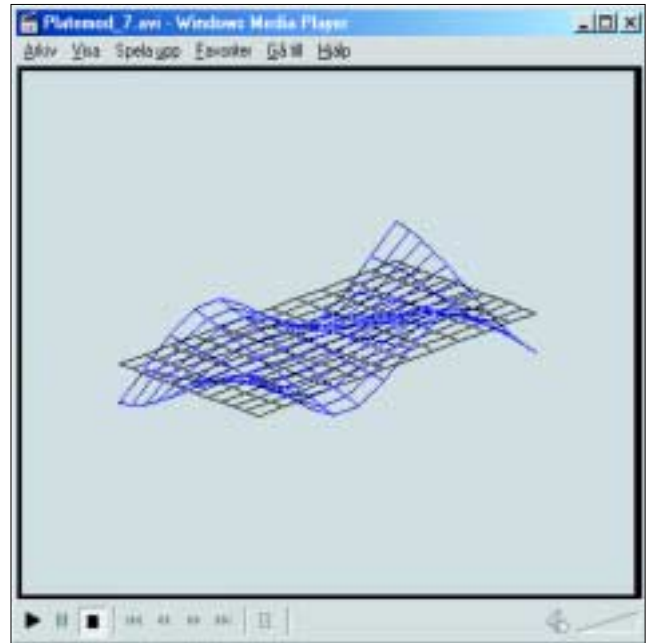 Platemod_7.avi - Windows Media Player
Arkiv Visa Spela upp Favoriter Gå till Hjälp